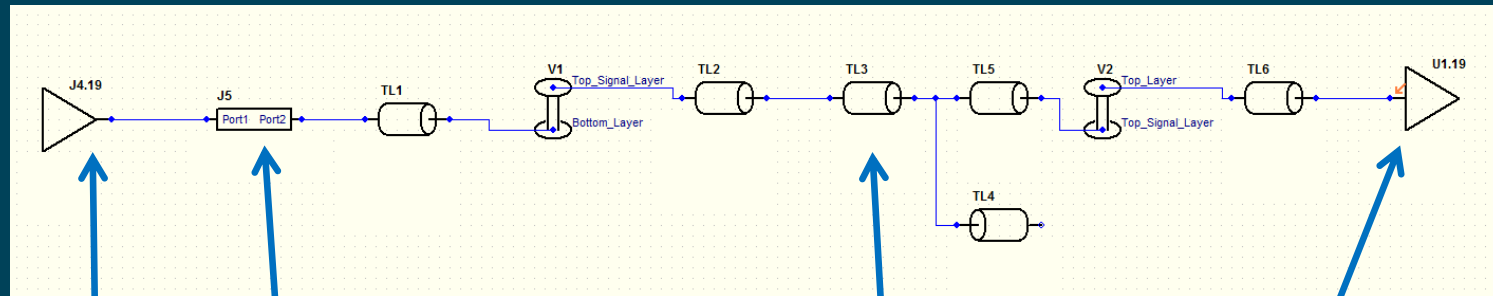 J4.19
J5
Port1 Port2
TL1
V1
Top_Signal_Layer
Bottom_Layer
TL2
TL3
TL5
TL4
V2
Top_Layer
Top_Signal_Layer
TL6
U1.19